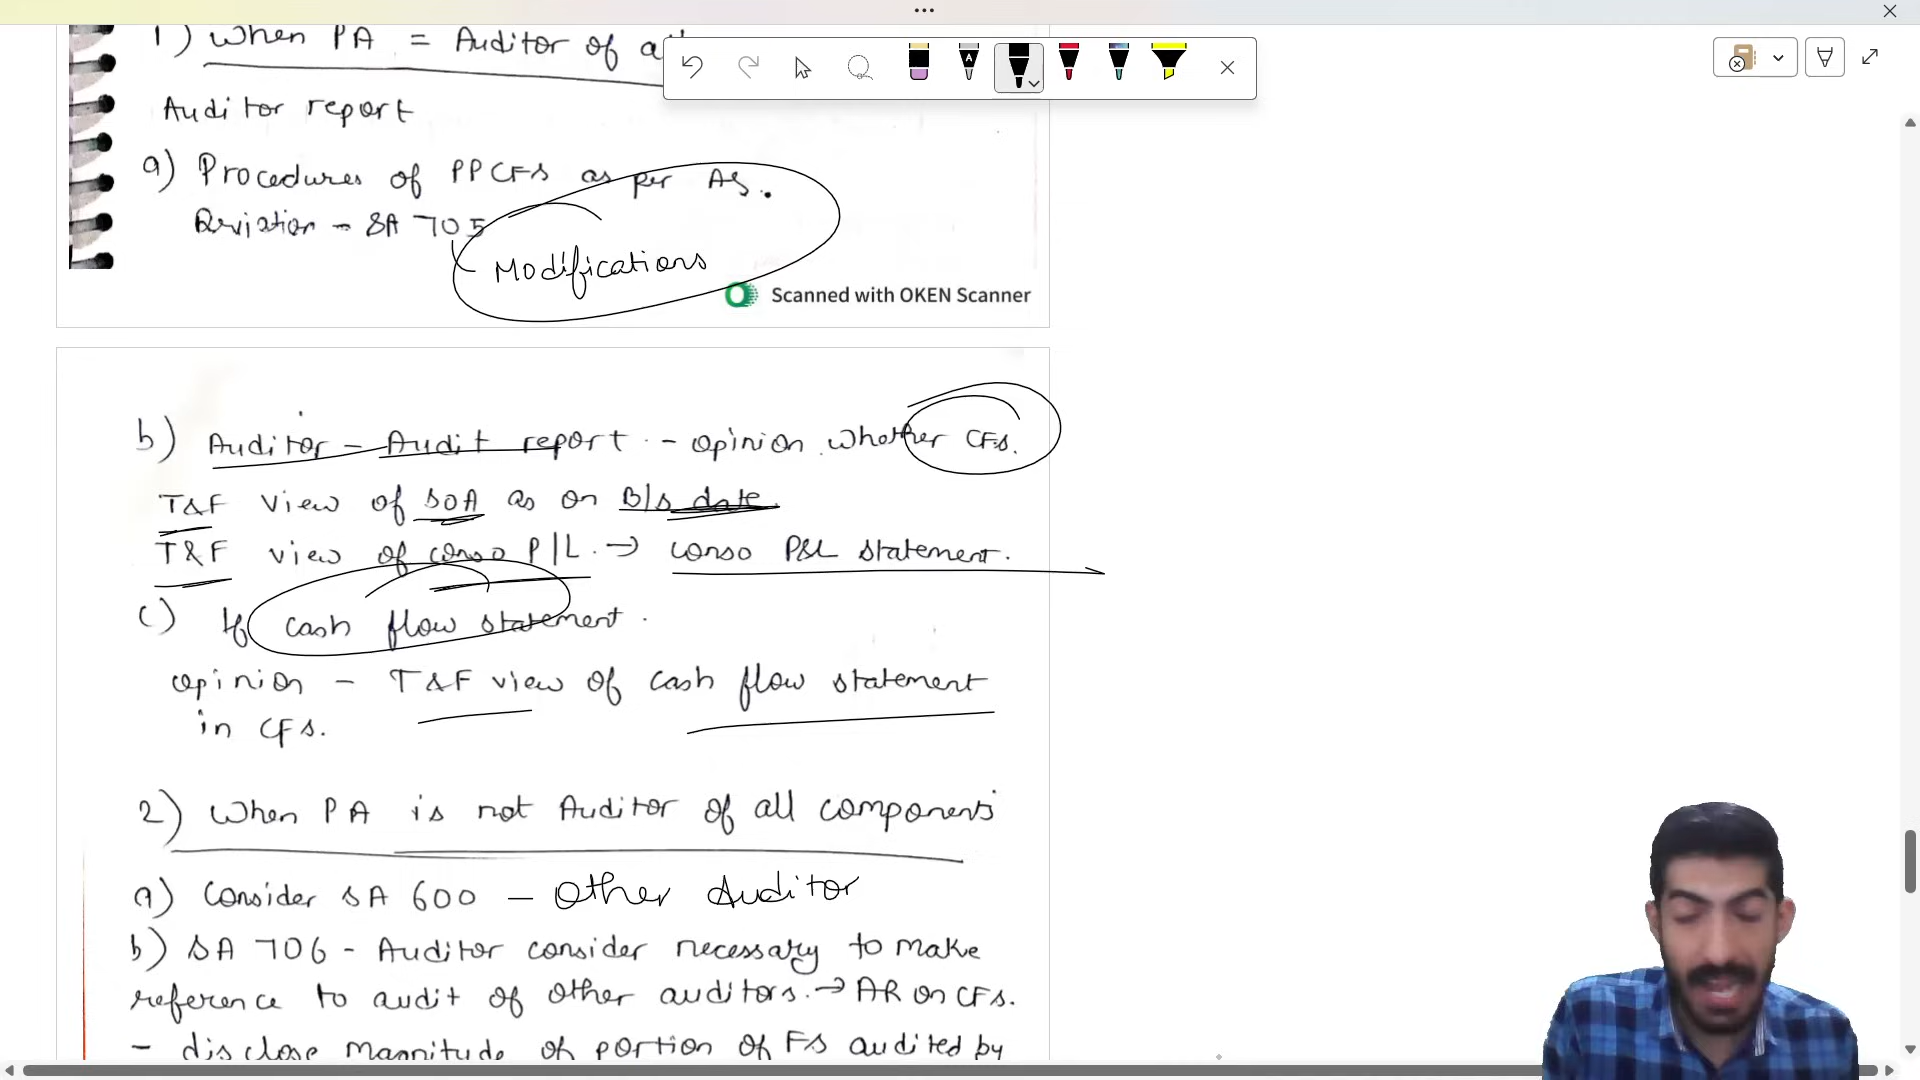 1) When PA = Auditor of a
Auditor report
a) Procedures of PPCFS as per AS.
Deviation - SA 705
Modifications
Scanned with OKEN Scanner
b) Auditor - Audit report - opinion whether CFS.
T&F view of SOA as on B/S date
T&F view of conso P/L → conso P&L statement.
c) If cash flow statement.
opinion - T&F view of cash flow statement
in CFS.
2) When PA is not Auditor of all components
a) Consider SA 600 - Other Auditor
b) SA 706 - Auditor consider necessary to make
reference to audit of other auditors. → AR on CFS.
- disclose magnitude of portion of FS audited by